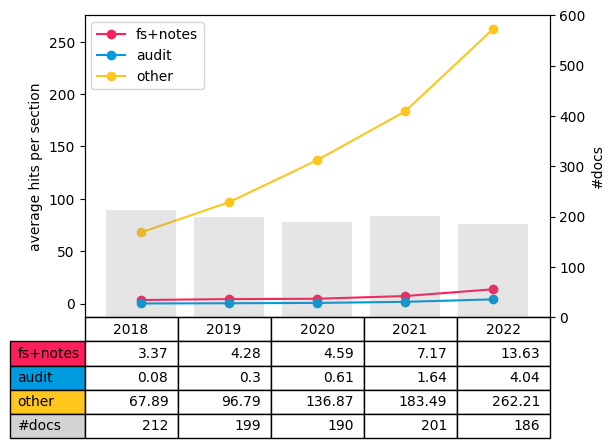 fs+notes
audit
other
250
200
150
100
50
0
average hits per section
600
500
400
300
200
100
0
#docs
2018 2019 2020 2021 2022
fs+notes 3.37 4.28 4.59 7.17 13.63
audit 0.08 0.3 0.61 1.64 4.04
other 67.89 96.79 136.87 183.49 262.21
#docs 212 199 190 201 186